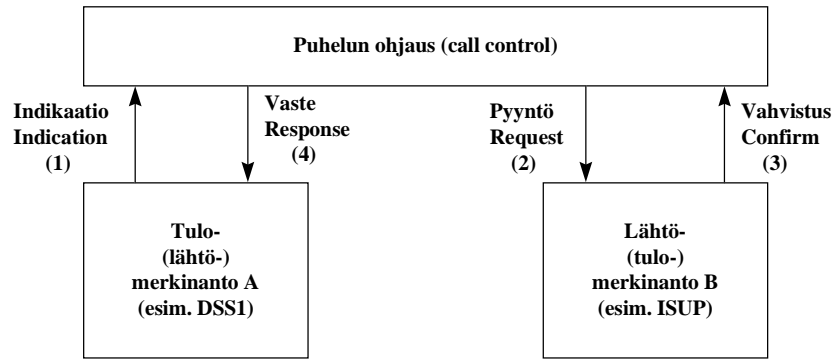 Puhelun ohjaus (call control)
Indikaatio
Indication
(1)
Vaste
Response
(4)
Pyyntö
Request
(2)
Vahvistus
Confirm
(3)
Tulo-
(lähtö-)
merkinanto A
(esim. DSS1)
Lähtö-
(tulo-)
merkinanto B
(esim. ISUP)